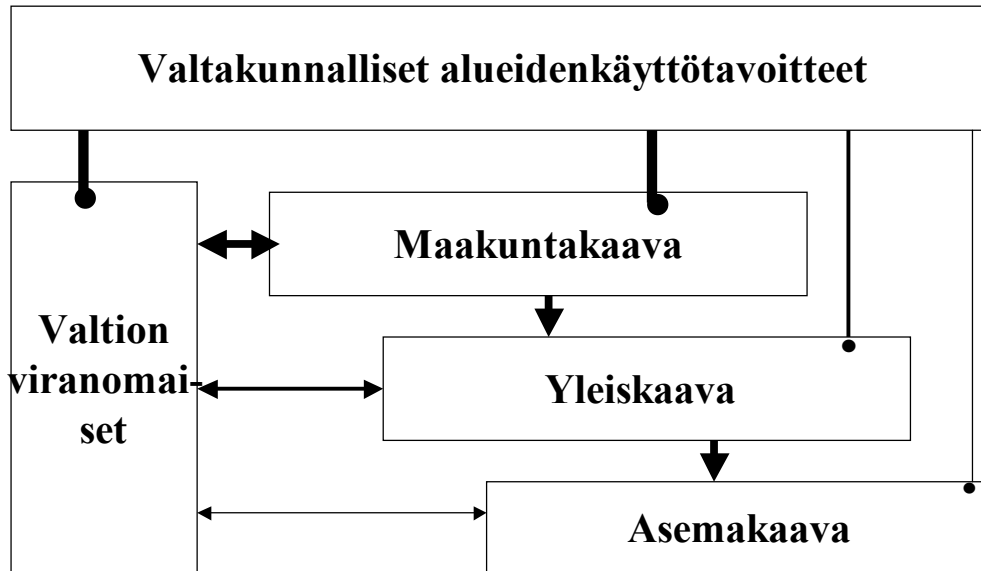 Valtakunnalliset alueidenkäyttötavoitteet
Maakuntakaava
Valtion
viranomai-
set
Yleiskaava
Asemakaava